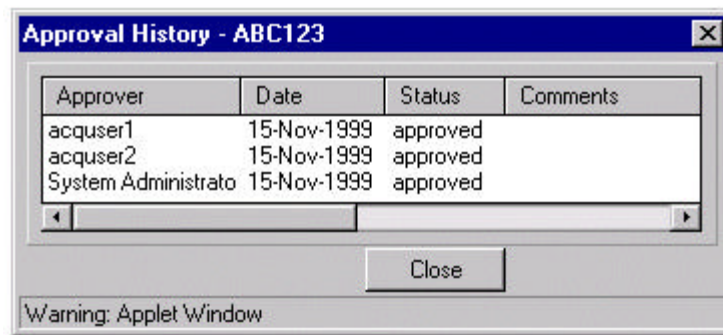 Approval History - ABC123
Approver Date Status Comments
acquser1 15-Nov-1999 approved
acquser2 15-Nov-1999 approved
System Administrato 15-Nov-1999 approved
Close
Warning: Applet Window